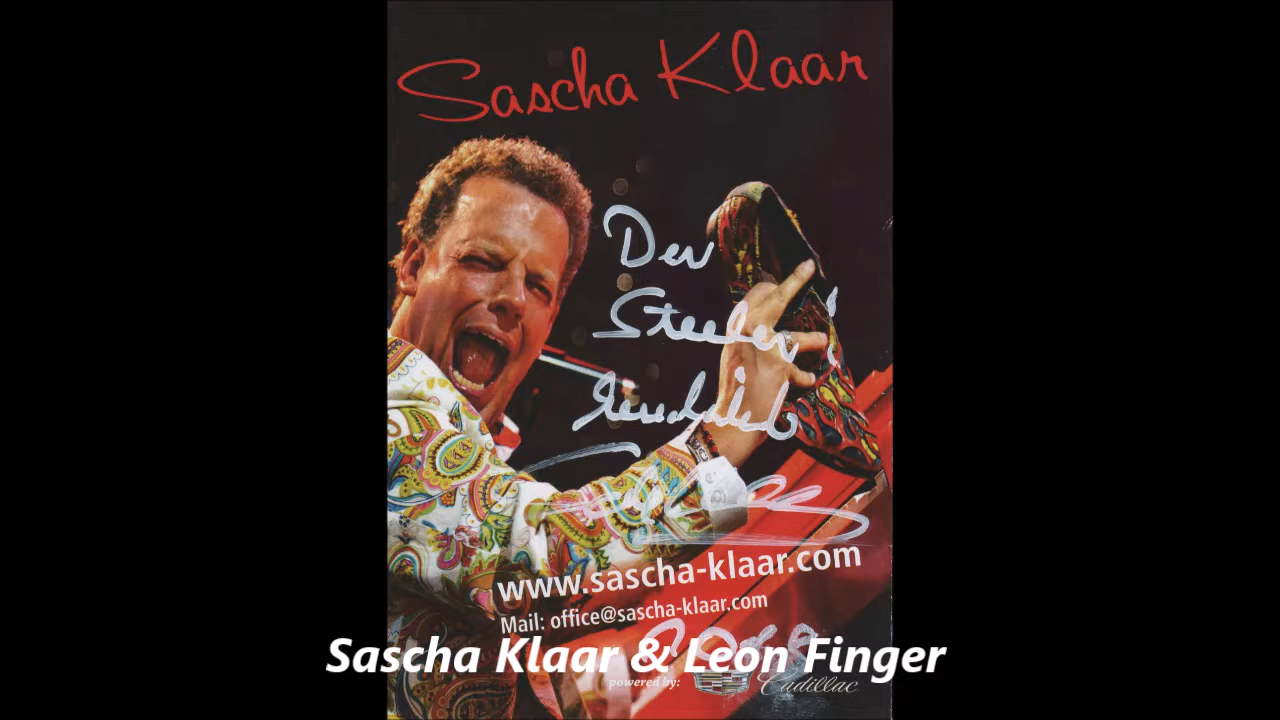 Sascha Klaar
Der
www.sascha-klaar.com
Mail: office@sascha-klaar.com
Sascha Klaar & Leon Finger
powered by:
Cadillac